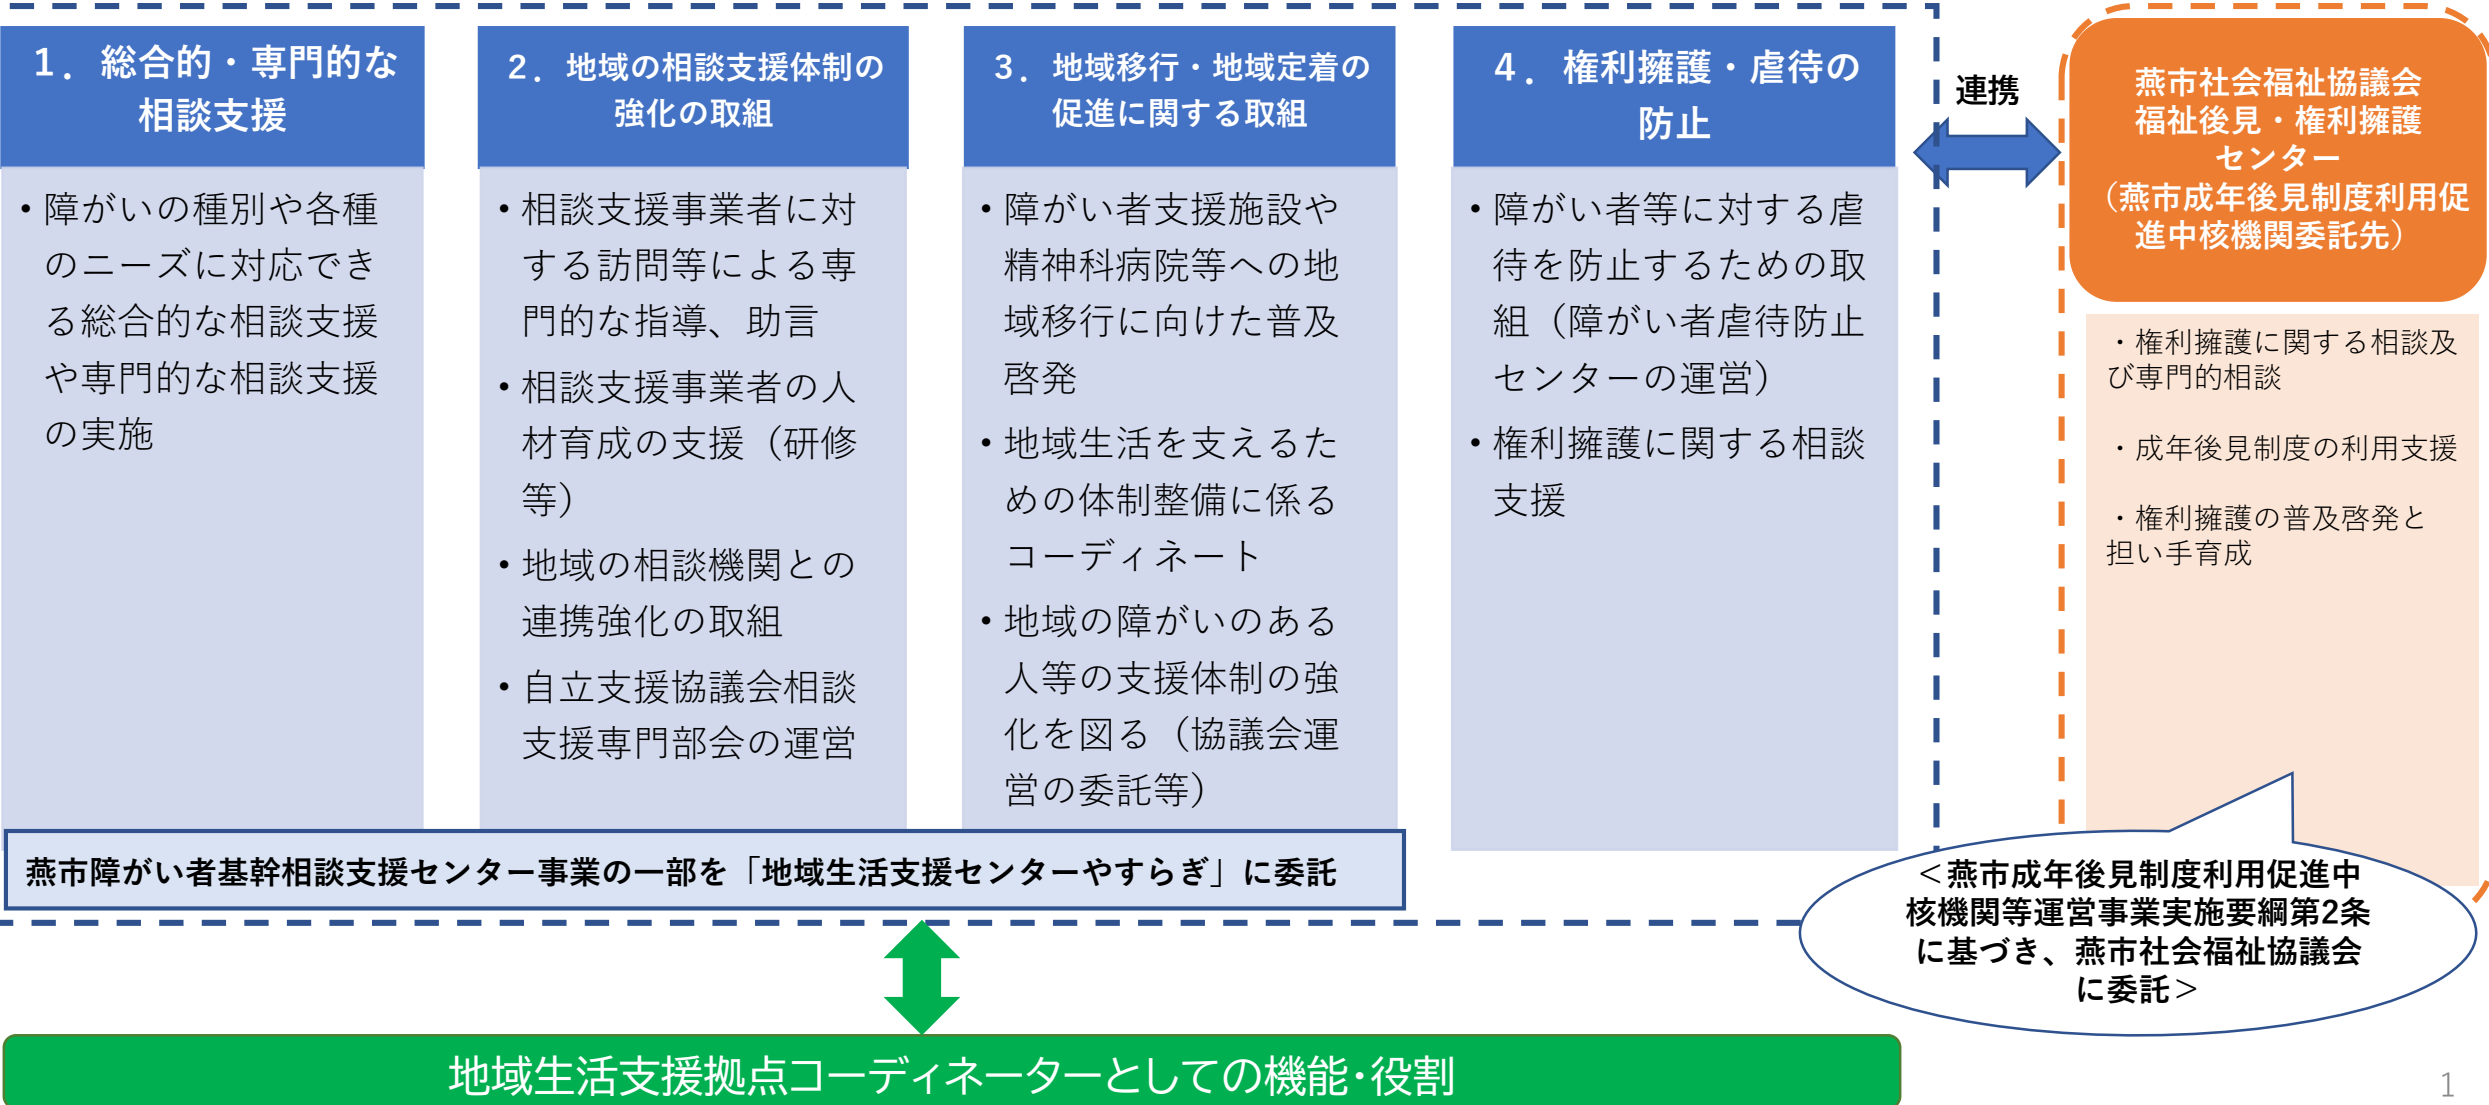 1．総合的・専門的な
相談支援
・障がいの種別や各種
のニーズに対応でき
る総合的な相談支援
や専門的な相談支援
の実施
2．地域の相談支援体制の
強化の取組
・相談支援事業者に対
する訪問等による専
門的な指導、助言
・相談支援事業者の人
材育成の支援（研修
等）
・地域の相談機関との
連携強化の取組
・自立支援協議会相談
支援専門部会の運営
3．地域移行・地域定着の
促進に関する取組
・障がい者支援施設や
精神科病院等への地
域移行に向けた普及
啓発
・地域生活を支えるた
めの体制整備に係る
コーディネート
・地域の障がいのある
人等の支援体制の強
化を図る（協議会運
営の委託等）
4．権利擁護・虐待の
防止
・障がい者等に対する虐
待を防止するための取
組（障がい者虐待防止
センターの運営）
・権利擁護に関する相談
支援
連携
燕市社会福祉協議会
福祉後見・権利擁護
センター
（燕市成年後見制度利用促
進中核機関委託先）
・権利擁護に関する相談及
び専門的相談
・成年後見制度の利用支援
・権利擁護の普及啓発と
担い手育成
燕市障がい者基幹相談支援センター事業の一部を「地域生活支援センターやすらぎ」に委託
＜燕市成年後見制度利用促進中
核機関等運営事業実施要綱第2条
に基づき、燕市社会福祉協議会
に委託＞
地域生活支援拠点コーディネーターとしての機能・役割
1